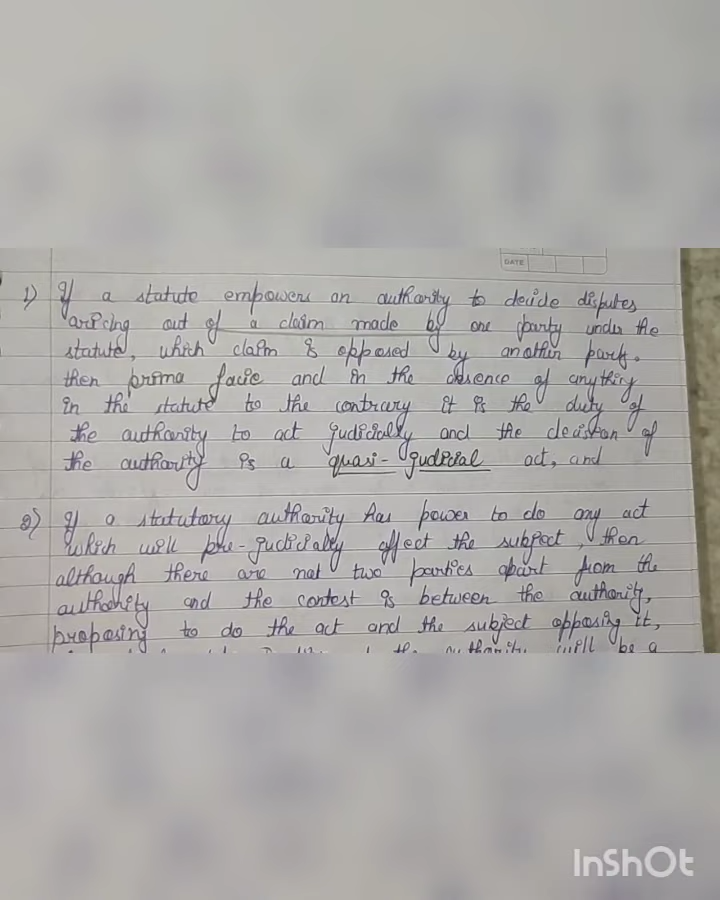 DATE
1) If a statute empowers an authority to decide disputes
arising out of a claim made by one party under the
statute, which claim is opposed by another party.
then prima facie and in the absence of anything
in the statute to the contrary it is the duty of
the authority to act judicially and the decision of
the authority is a quasi-judicial act, and
2) If a statutory authority has power to do any act
which will pre-judicially affect the subject, then
although there are not two parties apart from the
authority and the contest is between the authority,
proposing to do the act and the subject opposing it,
the authority will be a
InShOt